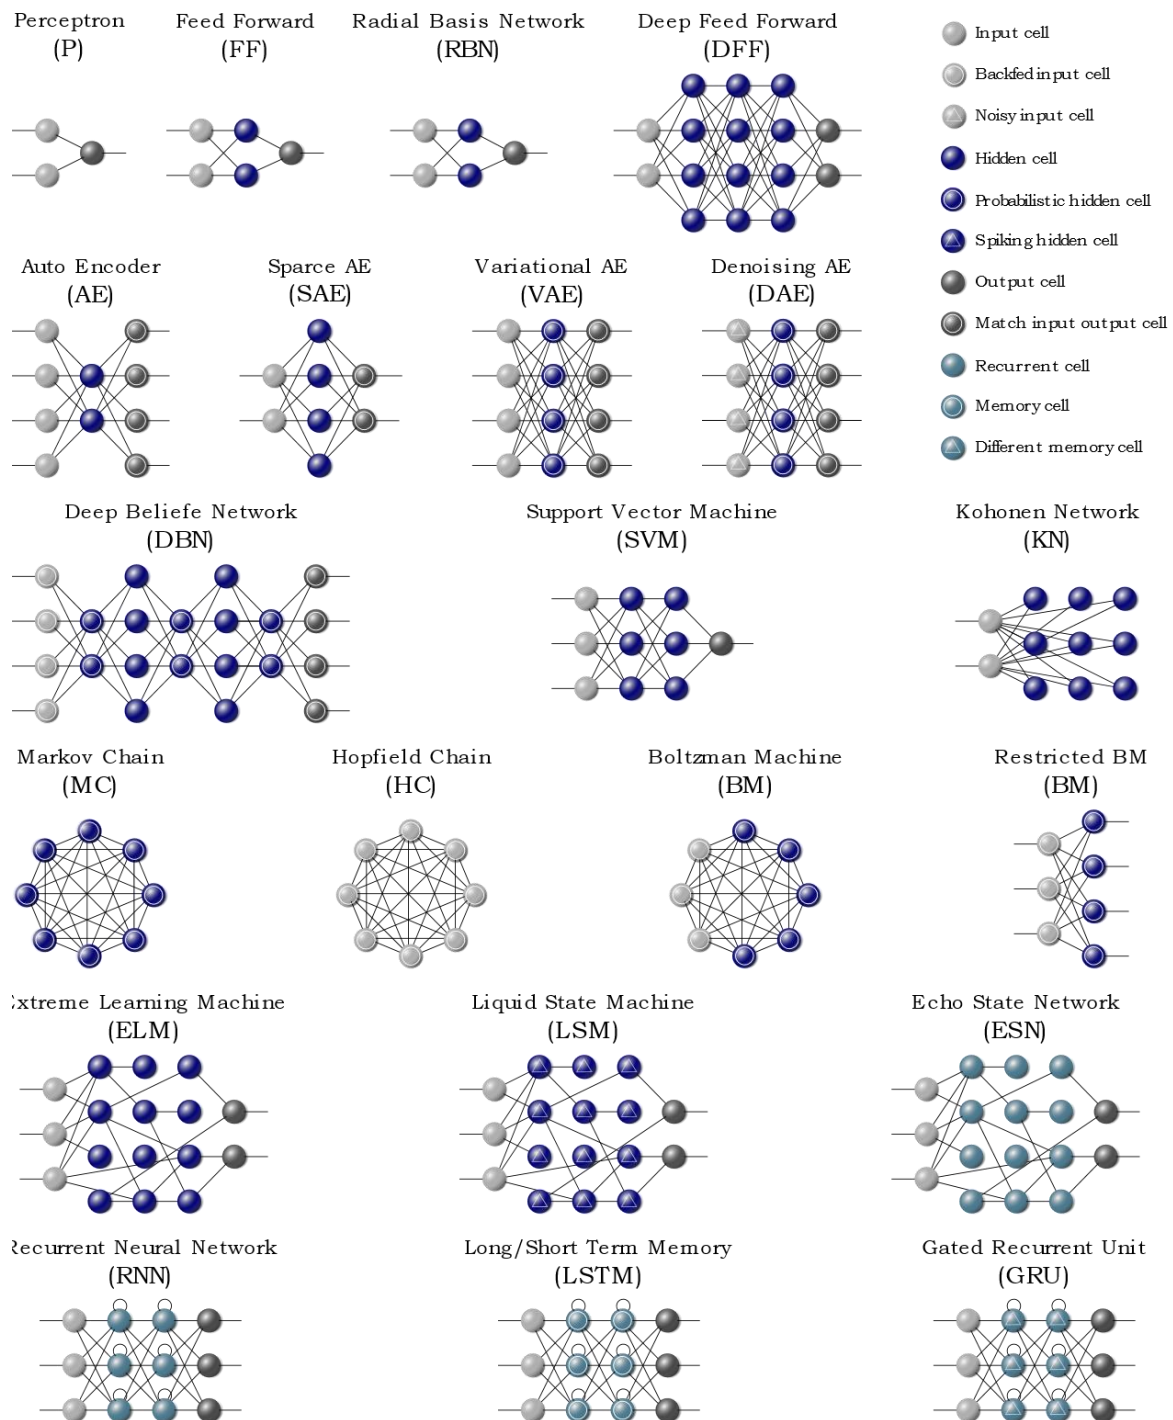 Perceptron
(P)
Feed Forward
(FF)
Radial Basis Network
(RBN)
Deep Feed Forward
(DFF)
Input cell
Backfed input cell
Noisy input cell
Hidden cell
Probabilistic hidden cell
Spiking hidden cell
Output cell
Match input output cell
Recurrent cell
Memory cell
Different memory cell
Auto Encoder
(AE)
Sparce AE
(SAE)
Variational AE
(VAE)
Denoising AE
(DAE)
Deep Beliefe Network
(DBN)
Support Vector Machine
(SVM)
Kohonen Network
(KN)
Markov Chain
(MC)
Hopfield Chain
(HC)
Boltzman Machine
(BM)
Restricted BM
(BM)
Extreme Learning Machine
(ELM)
Liquid State Machine
(LSM)
Echo State Network
(ESN)
Recurrent Neural Network
(RNN)
Long/Short Term Memory
(LSTM)
Gated Recurrent Unit
(GRU)